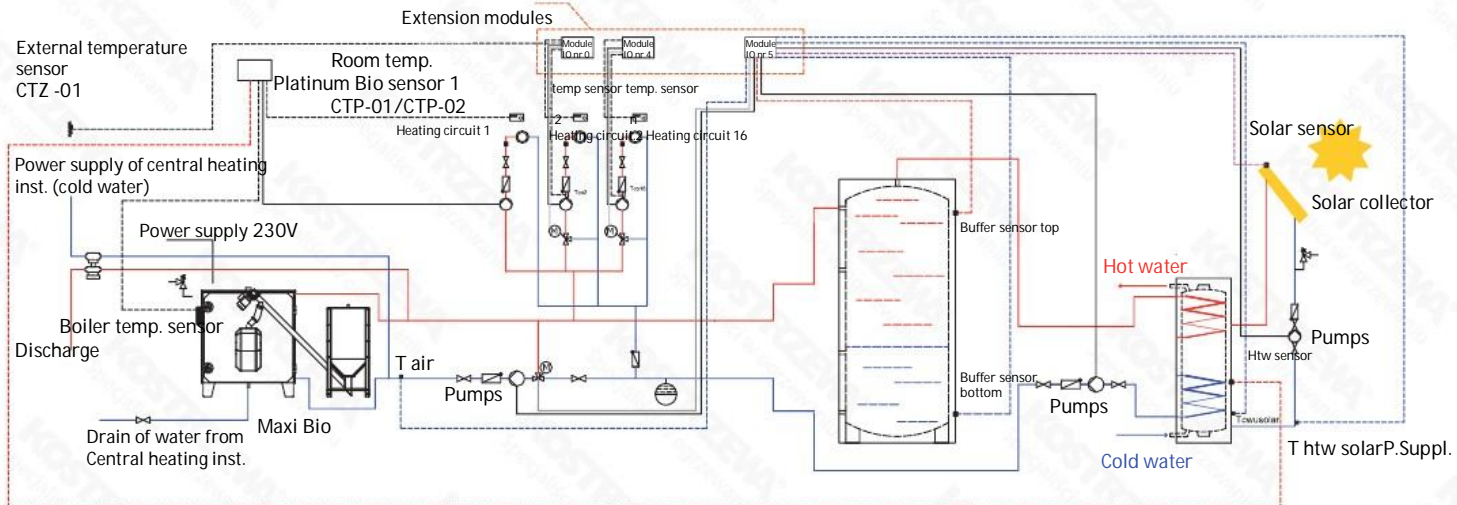 Extension modules
External temperature
sensor
CTZ -01
Room temp.
Platinum Bio sensor 1
CTP-01/CTP-02
Module
IO nr 0
Module
IO nr 4
Module
IO nr 5
temp sensor temp. sensor
Heating circuit 1
2
n
Heating circuit 2 Heating circuit 16
Solar sensor
Solar collector
Power supply of central heating
inst. (cold water)
Power supply 230V
Buffer sensor top
Hot water
M
M
Boiler temp. sensor
Discharge
T air
M
Pumps
Htw sensor
Pumps
Buffer sensor
bottom
Pumps
Maxi Bio
Drain of water from
Central heating inst.
Tcwusolar
Cold water
T htw solarP.Suppl.
KOSTRZEWA